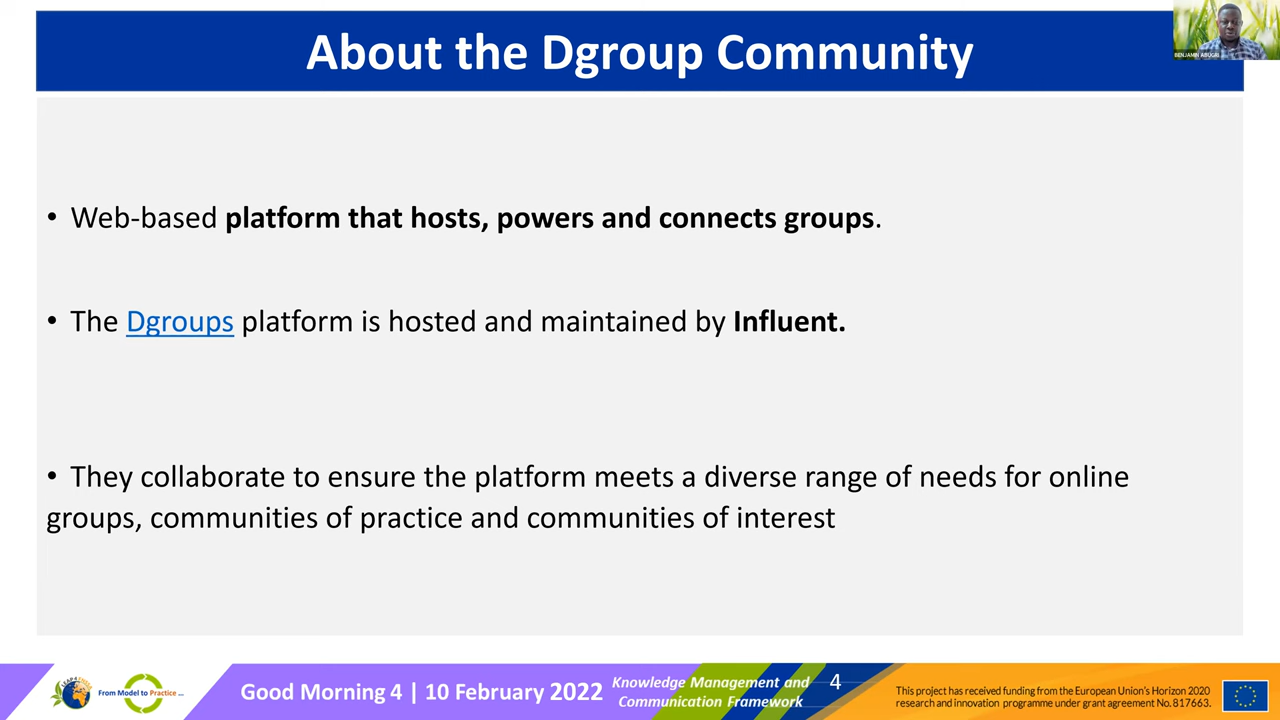 About the Dgroup Community
BENJAMIN ABUGRI
• Web-based platform that hosts, powers and connects groups.
• The Dgroups platform is hosted and maintained by Influent.
• They collaborate to ensure the platform meets a diverse range of needs for online
groups, communities of practice and communities of interest
From Model to Practice ...
Good Morning 4 | 10 February 2022
Knowledge Management and
Communication Framework
4
This project has received funding from the European Union's Horizon 2020
research and innovation programme under grant agreement No. 817663.